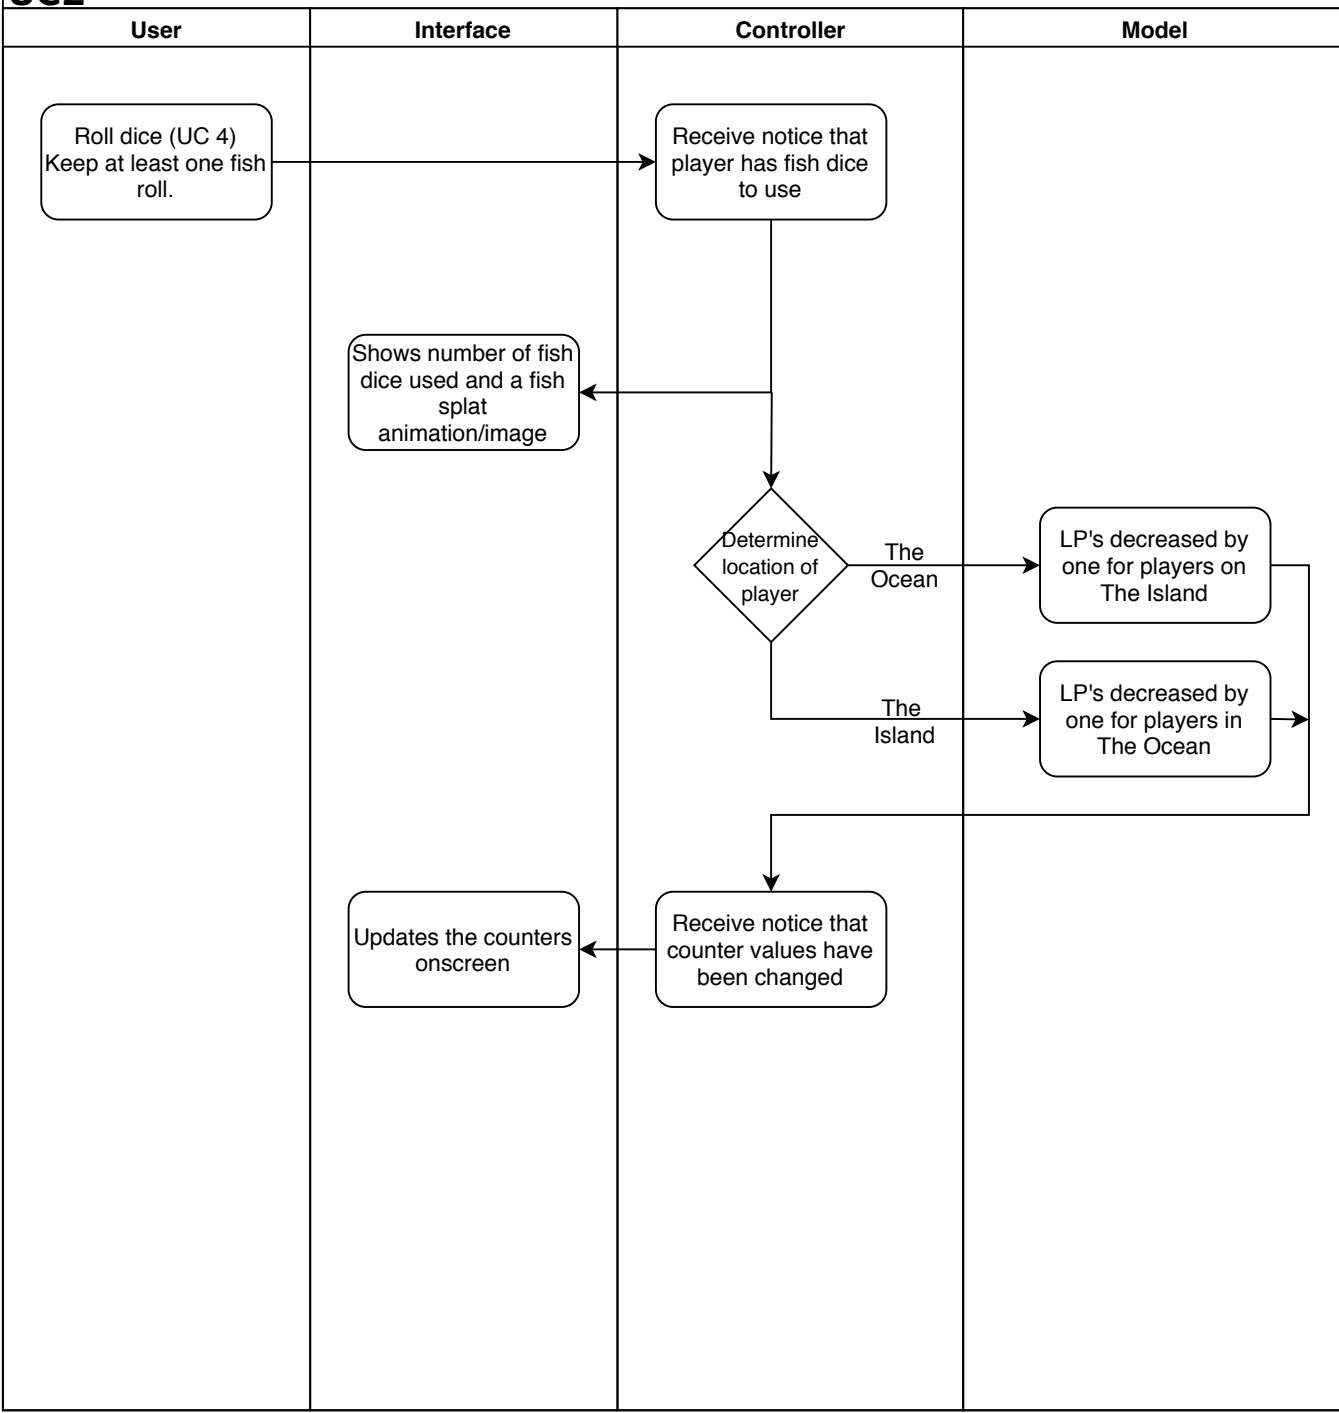 User
Interface
Controller
Model
Roll dice (UC 4)
Keep at least one fish
roll.
Receive notice that
player has fish dice
to use
Shows number of fish
dice used and a fish
splat
animation/image
Determine
location of
player
The
Ocean
LP's decreased by
one for players on
The Island
The
Island
LP's decreased by
one for players in
The Ocean
Updates the counters
onscreen
Receive notice that
counter values have
been changed